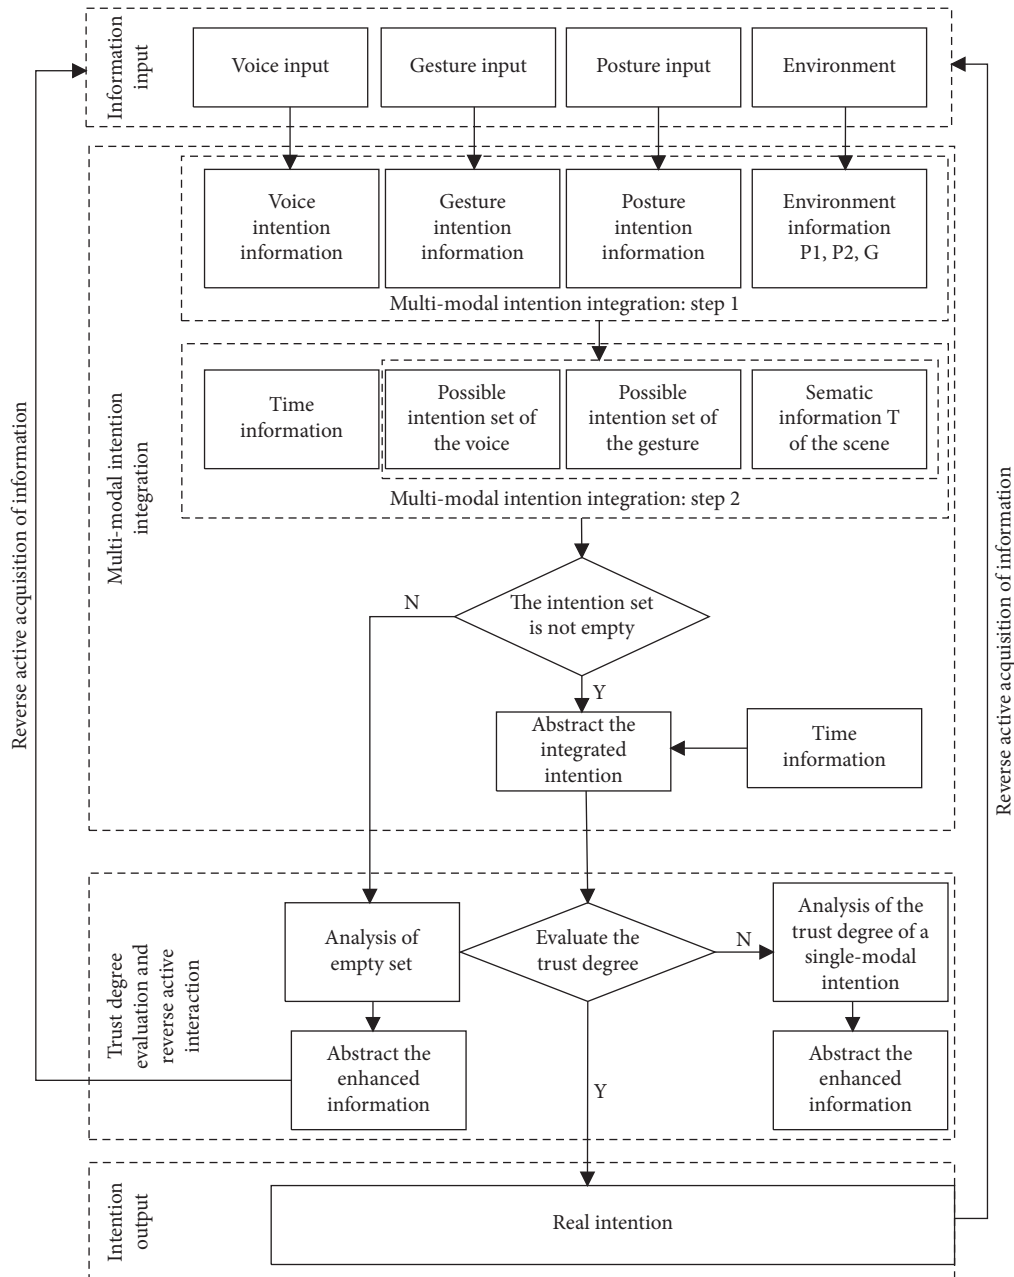 Information
input
Voice input
Gesture input
Posture input
Environment
Reverse active acquisition of information
Reverse active acquisition of information
Multi-modal intention
integration
Voice
intention
information
Gesture
intention
information
Posture
intention
information
Environment
information
P1, P2, G
Multi-modal intention integration: step 1
Time
information
Possible
intention set of
the voice
Possible
intention set of
the gesture
Sematic
information T
of the scene
Multi-modal intention integration: step 2
The intention set
is not empty
N
Y
Abstract the
integrated
intention
Time
information
Trust degree
evaluation and
reverse active
interaction
Analysis of
empty set
Evaluate the
trust degree
N
Analysis of the
trust degree of a
single-modal
intention
Abstract the
enhanced
information
Y
Abstract the
enhanced
information
Intention
output
Real intention